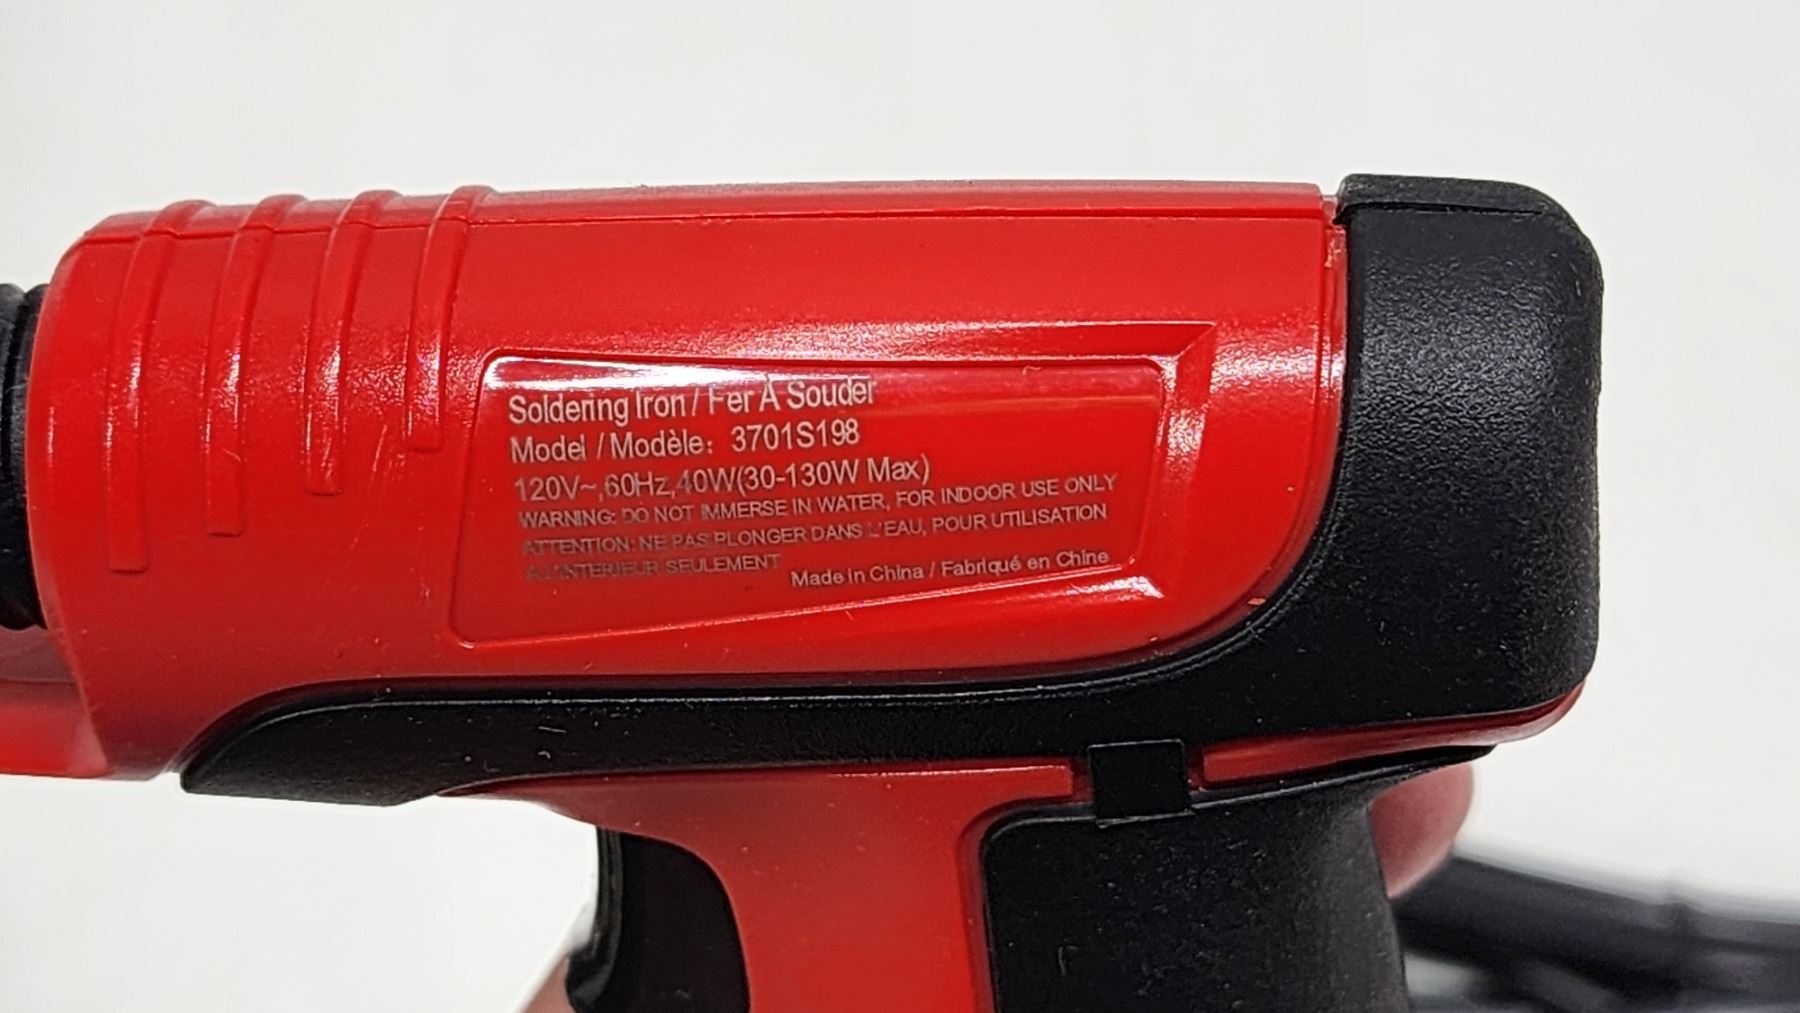 Soldering Iron / Fer À Souder
Model / Modèle: 3701S198
120V~,60Hz,40W(30-130W Max)
WARNING: DO NOT IMMERSE IN WATER, FOR INDOOR USE ONLY
ATTENTION: NE PAS PLONGER DANS L'EAU, POUR UTILISATION
A L'INTERIEUR SEULEMENT
Made in China / Fabriqué en Chine